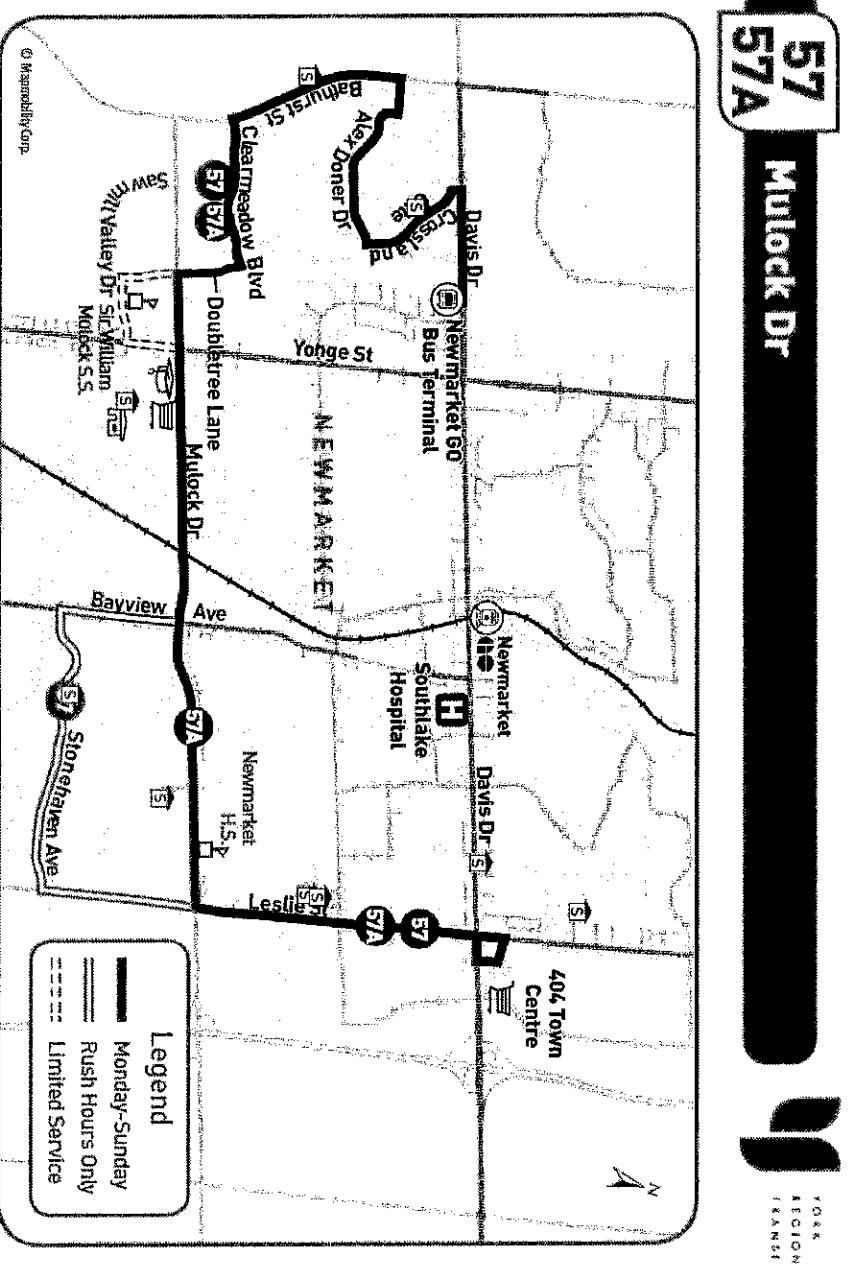 57
57A
Mulock Dr
YORK
REGION
TRANSIT
Bathurst St
Alex Doner Dr
Crossland
Gate
Davis Dr
Newmarket GO
Bus Terminal
Clearmeadow Blvd
57
57A
Sawmill Valley Dr
Doubletree Lane
Sir William
Mulock S.S.
Yonge St
NEWMARKET
Mulock Dr
Bayview Ave
Newmarket
GO
H
Southlake
Hospital
Davis Dr
57A
57
Stonehaven Ave
Newmarket
H.S.
Leslie St
57A
57
404 Town
Centre
S
S
S
S
S
S
S
S
N
Legend
Monday-Sunday
Rush Hours Only
Limited Service
© Mapmobility Corp.